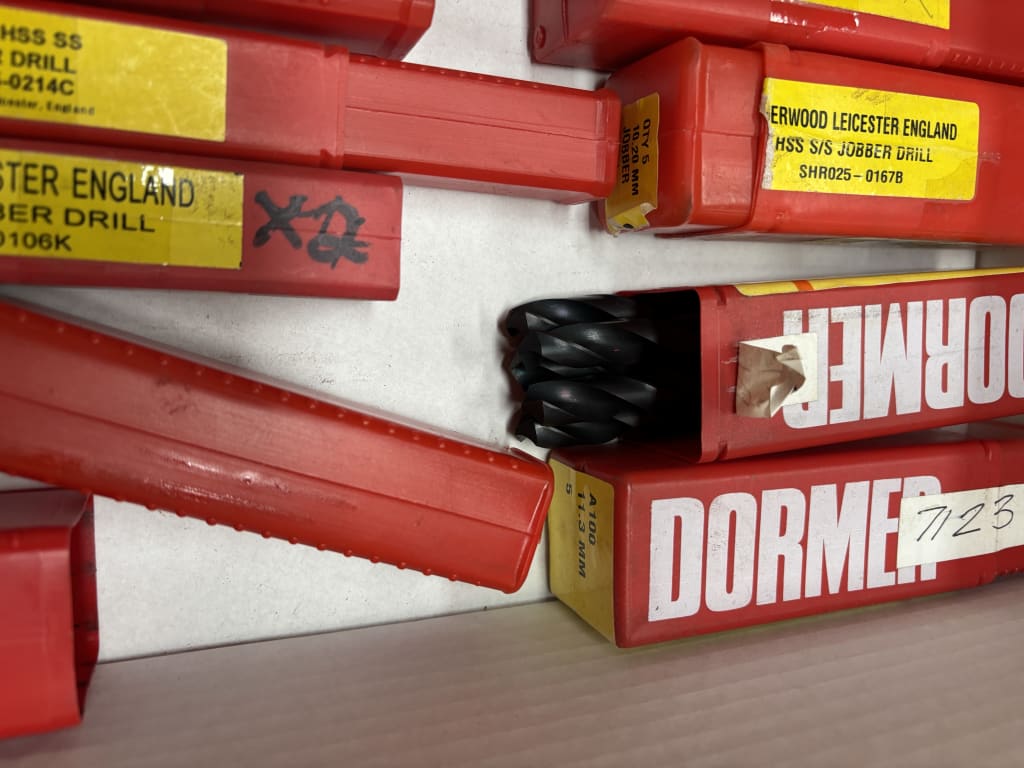 HSS SS
DRILL
-0214C
England
STER ENGLAND
BER DRILL
0106K
QTY 5
10.20 MM
JOBBER
ERWOOD LEICESTER ENGLAND
HSS S/S JOBBER DRILL
SHR025-0167B
DORMER
A100
11.3 MM
5
DORMER
7123